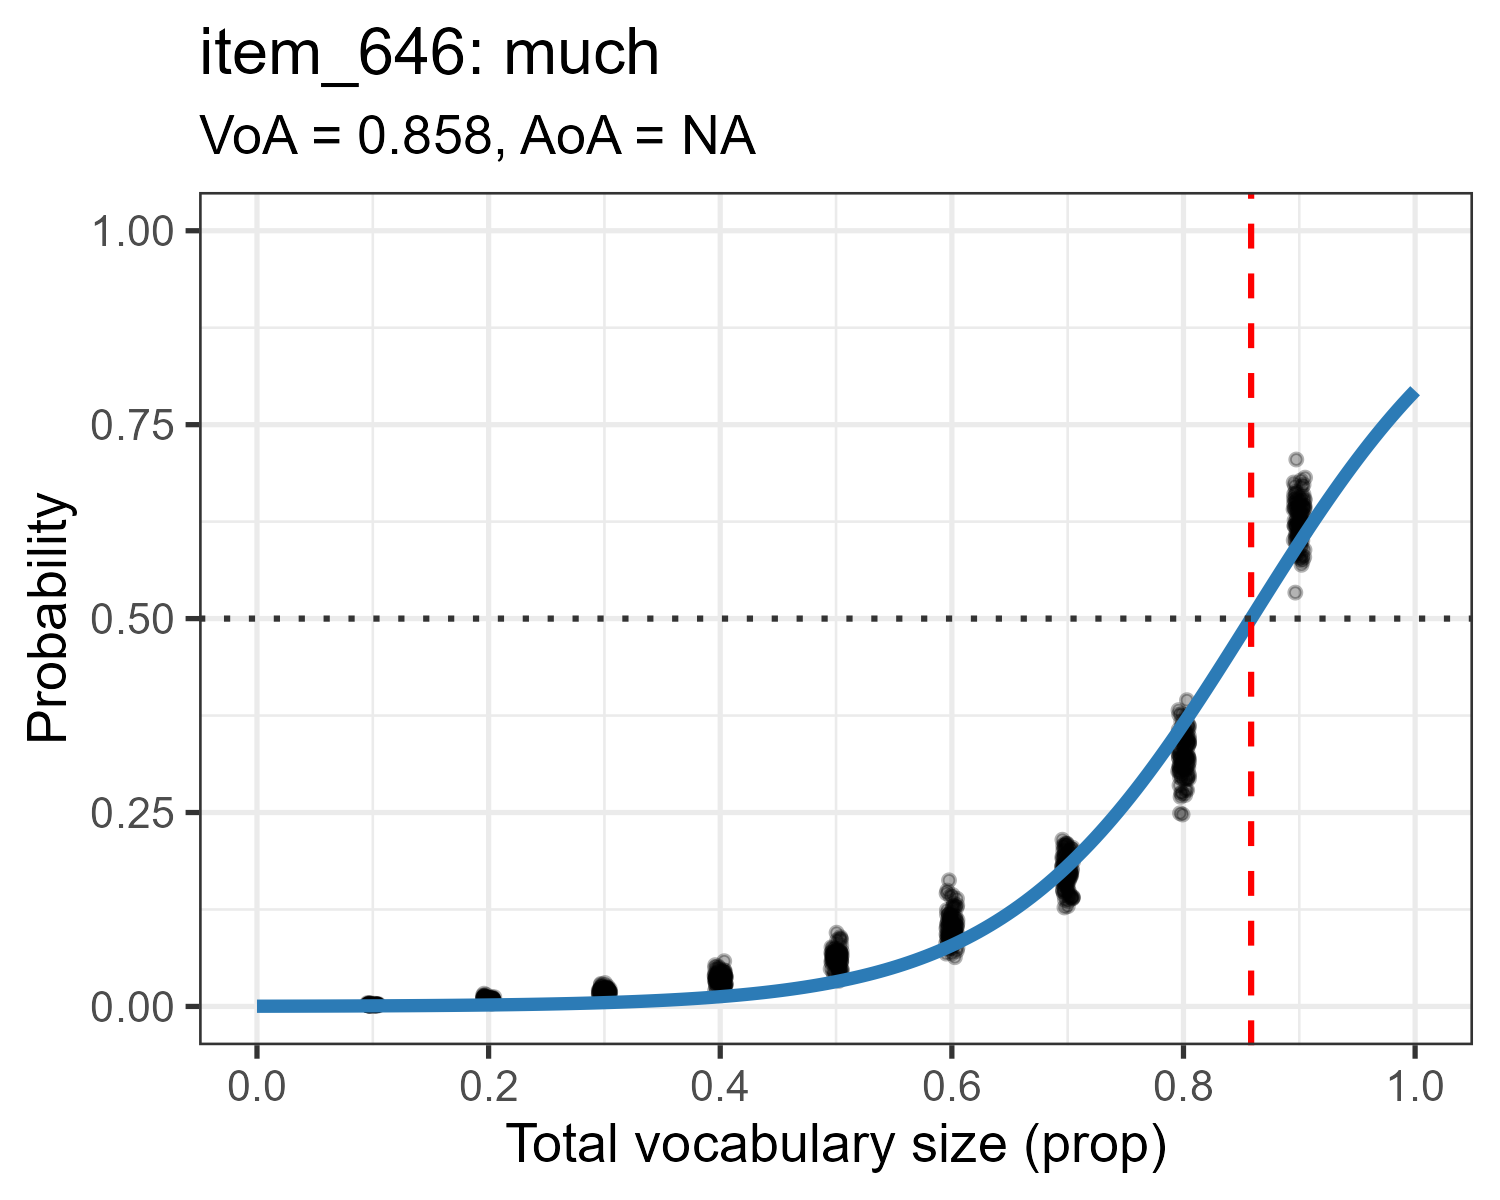 item_646: much
VoA = 0.858, AoA = NA
1.00
0.75
0.50
0.25
0.00
Probability
0.0 0.2 0.4 0.6 0.8 1.0
Total vocabulary size (prop)